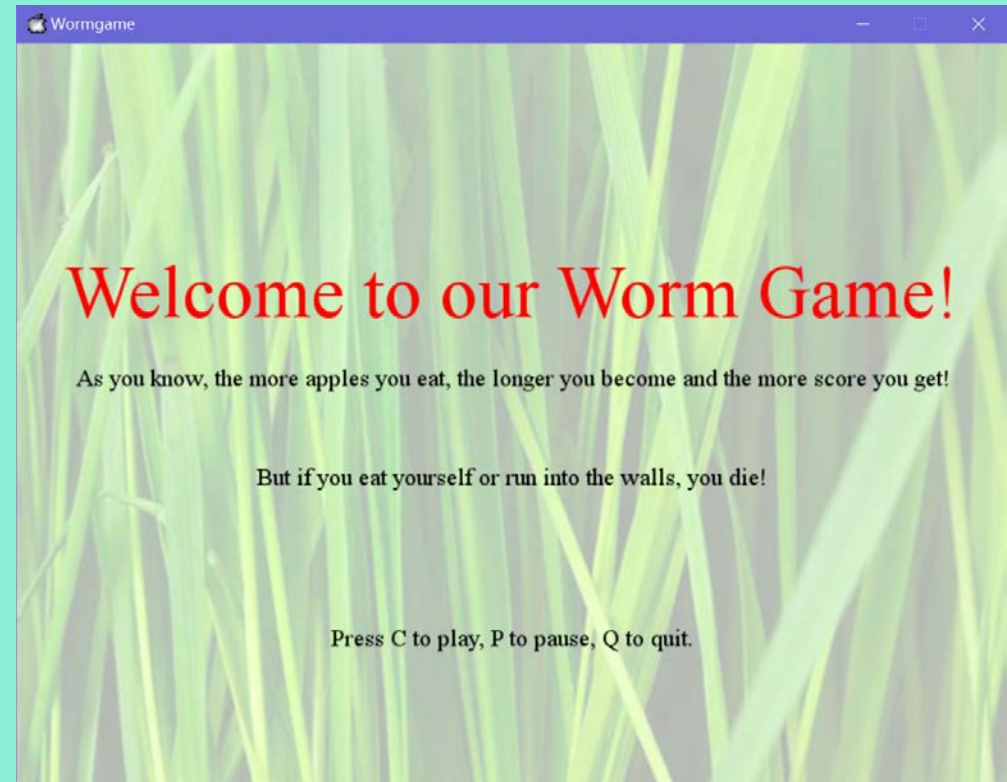 Wormgame
Welcome to our Worm Game!
As you know, the more apples you eat, the longer you become and the more score you get!
But if you eat yourself or run into the walls, you die!
Press C to play, P to pause, Q to quit.